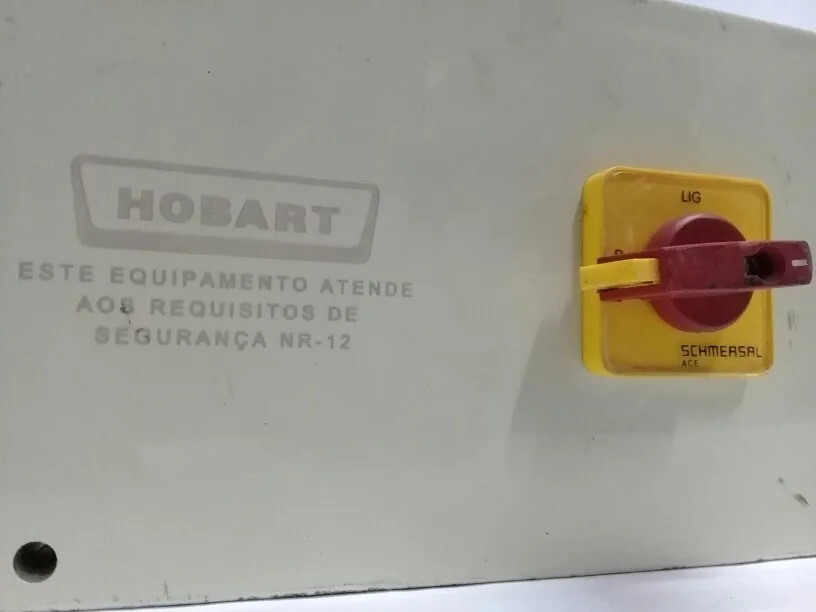 HOBART
ESTE EQUIPAMENTO ATENDE
AOS REQUISITOS DE
SEGURANÇA NR-12
LIG
SCHMERSAL
ACE